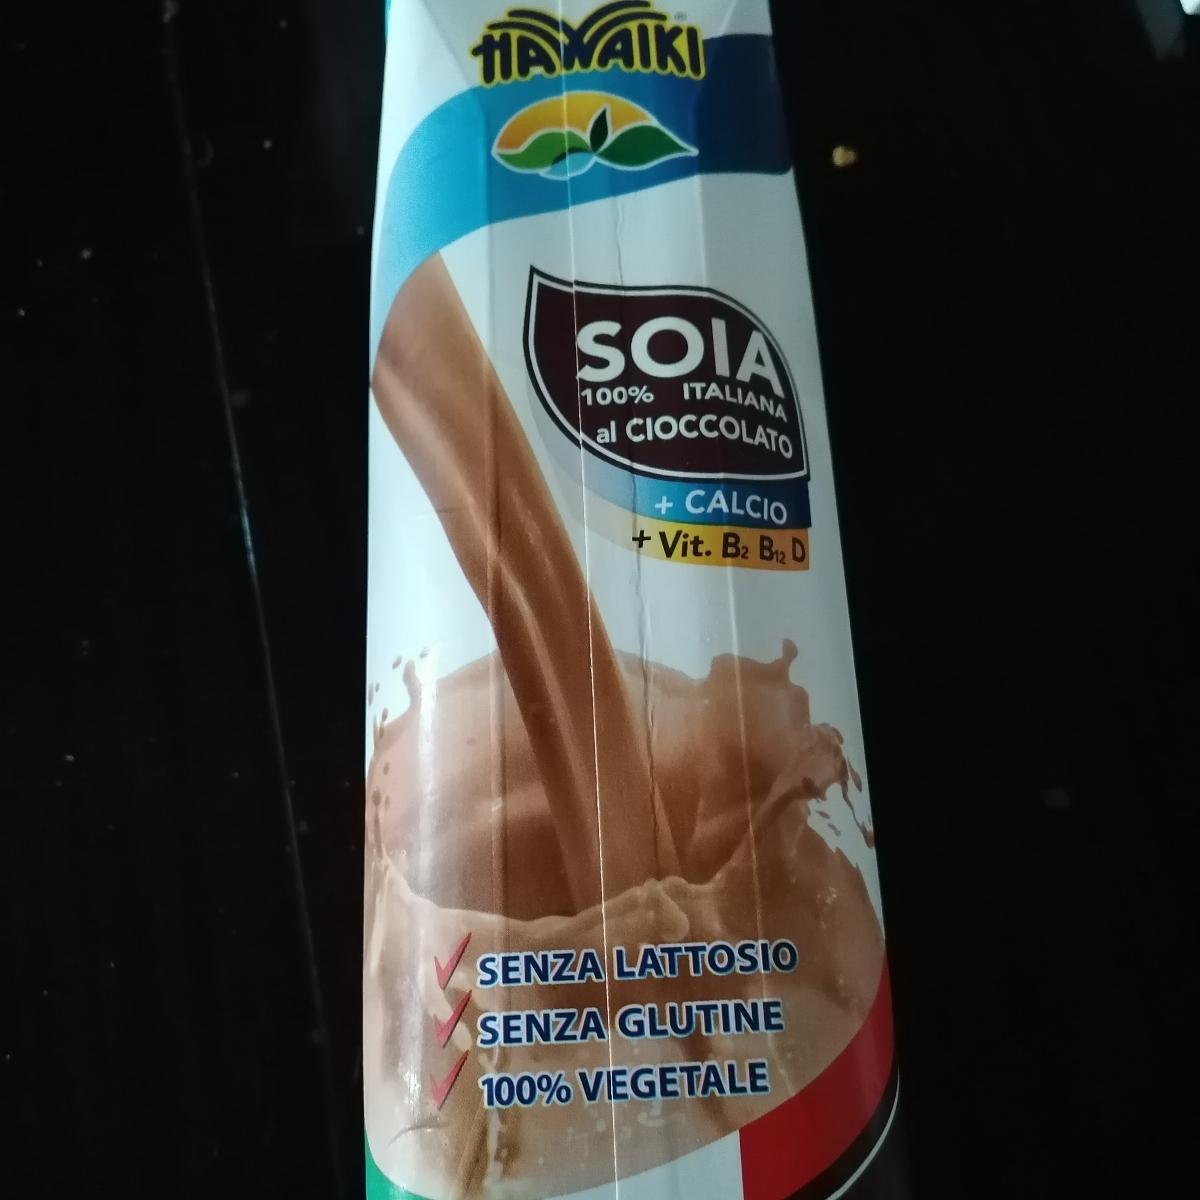 HAWAIKI®
SOIA
100% ITALIANA
al CIOCCOLATO
+ CALCIO
+ Vit. B₂ B₁₂ D
SENZA LATTOSIO
SENZA GLUTINE
100% VEGETALE